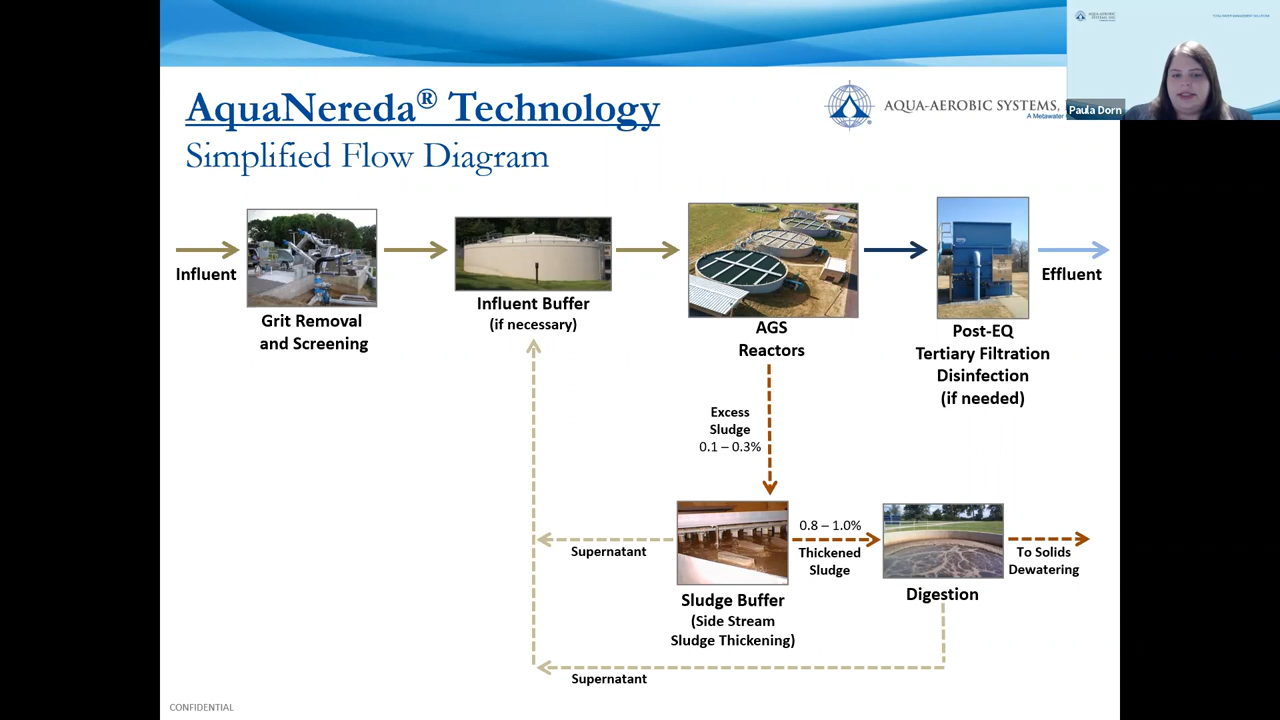 AquaNereda® Technology
Simplified Flow Diagram
AQUA-AEROBIC SYSTEMS,
A Metawater
Paula Dorn
Influent
Grit Removal
and Screening
Influent Buffer
(if necessary)
AGS
Reactors
Post-EQ
Tertiary Filtration
Disinfection
(if needed)
Effluent
Excess
Sludge
0.1 – 0.3%
Supernatant
Sludge Buffer
(Side Stream
Sludge Thickening)
0.8 – 1.0%
Thickened
Sludge
Digestion
To Solids
Dewatering
Supernatant
CONFIDENTIAL